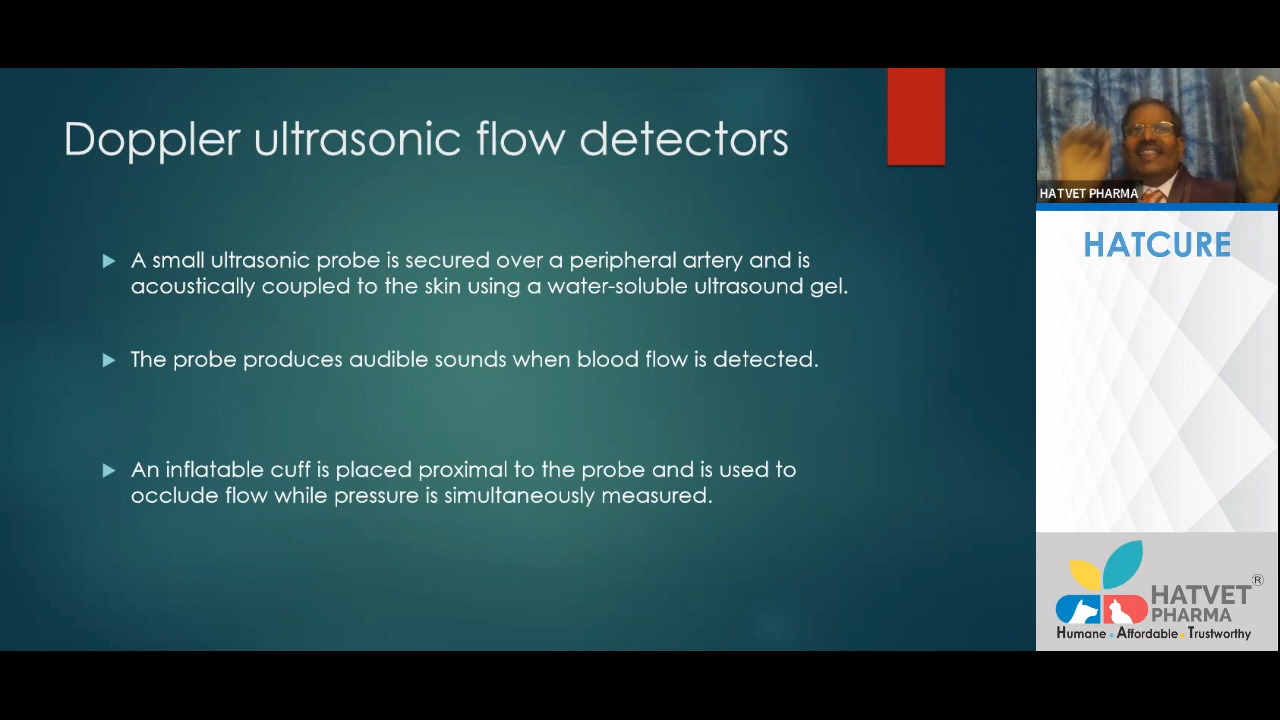 Doppler ultrasonic flow detectors
A small ultrasonic probe is secured over a peripheral artery and is
acoustically coupled to the skin using a water-soluble ultrasound gel.
The probe produces audible sounds when blood flow is detected.
An inflatable cuff is placed proximal to the probe and is used to
occlude flow while pressure is simultaneously measured.
HATVET PHARMA
HATCURE
HATVET®
PHARMA
Humane • Affordable • Trustworthy